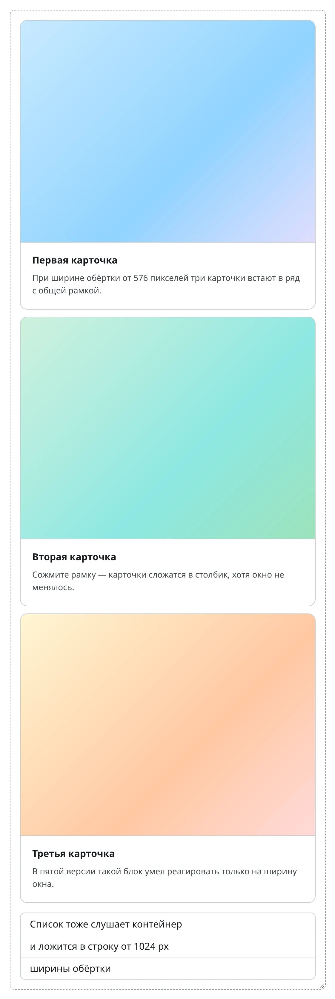 Первая карточка
При ширине обёртки от 576 пикселей три карточки встают в ряд
с общей рамкой.
Вторая карточка
Сожмите рамку — карточки сложатся в столбик, хотя окно не
менялось.
Третья карточка
В пятой версии такой блок умел реагировать только на ширину
окна.
Список тоже слушает контейнер
и ложится в строку от 1024 px
ширины обёртки